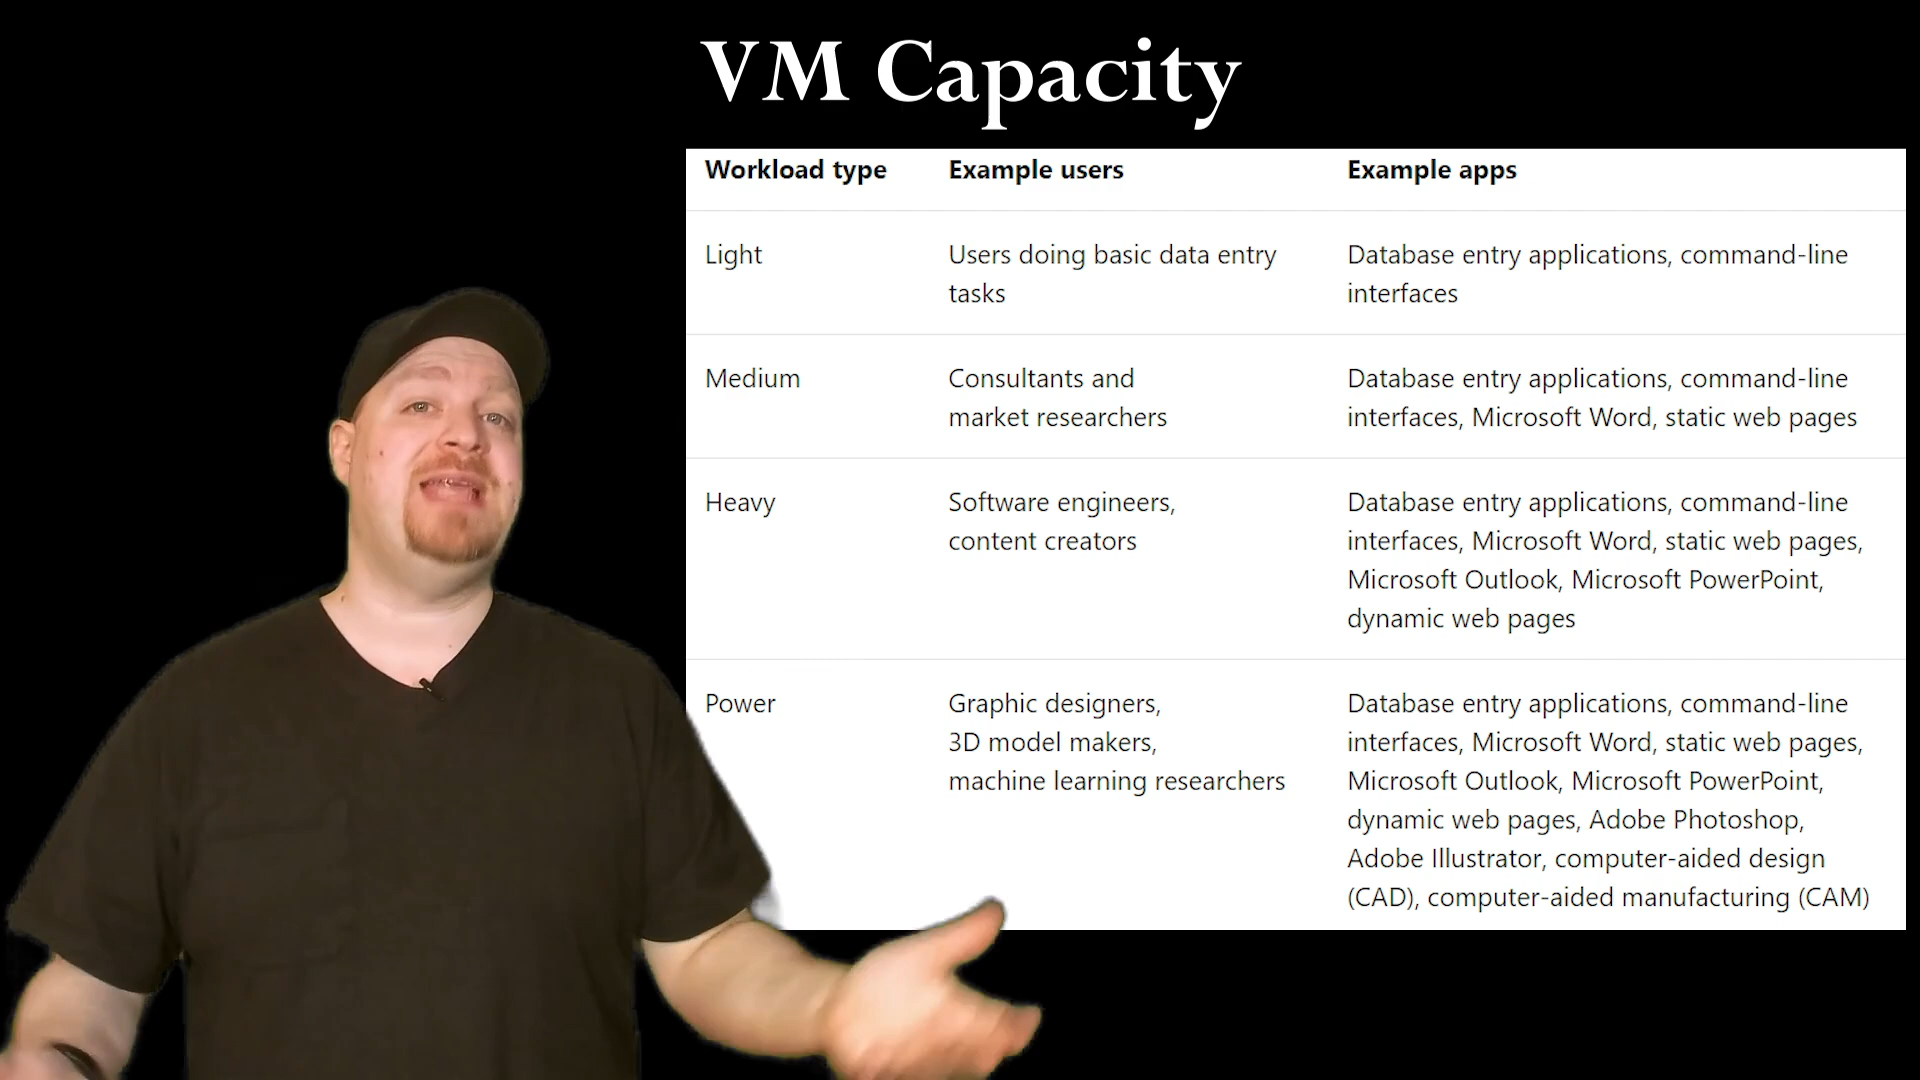 VM Capacity
Workload type
Example users
Example apps
Light
Users doing basic data entry
tasks
Database entry applications, command-line
interfaces
Medium
Consultants and
market researchers
Database entry applications, command-line
interfaces, Microsoft Word, static web pages
Heavy
Software engineers,
content creators
Database entry applications, command-line
interfaces, Microsoft Word, static web pages,
Microsoft Outlook, Microsoft PowerPoint,
dynamic web pages
Power
Graphic designers,
3D model makers,
machine learning researchers
Database entry applications, command-line
interfaces, Microsoft Word, static web pages,
Microsoft Outlook, Microsoft PowerPoint,
dynamic web pages, Adobe Photoshop,
Adobe Illustrator, computer-aided design
(CAD), computer-aided manufacturing (CAM)